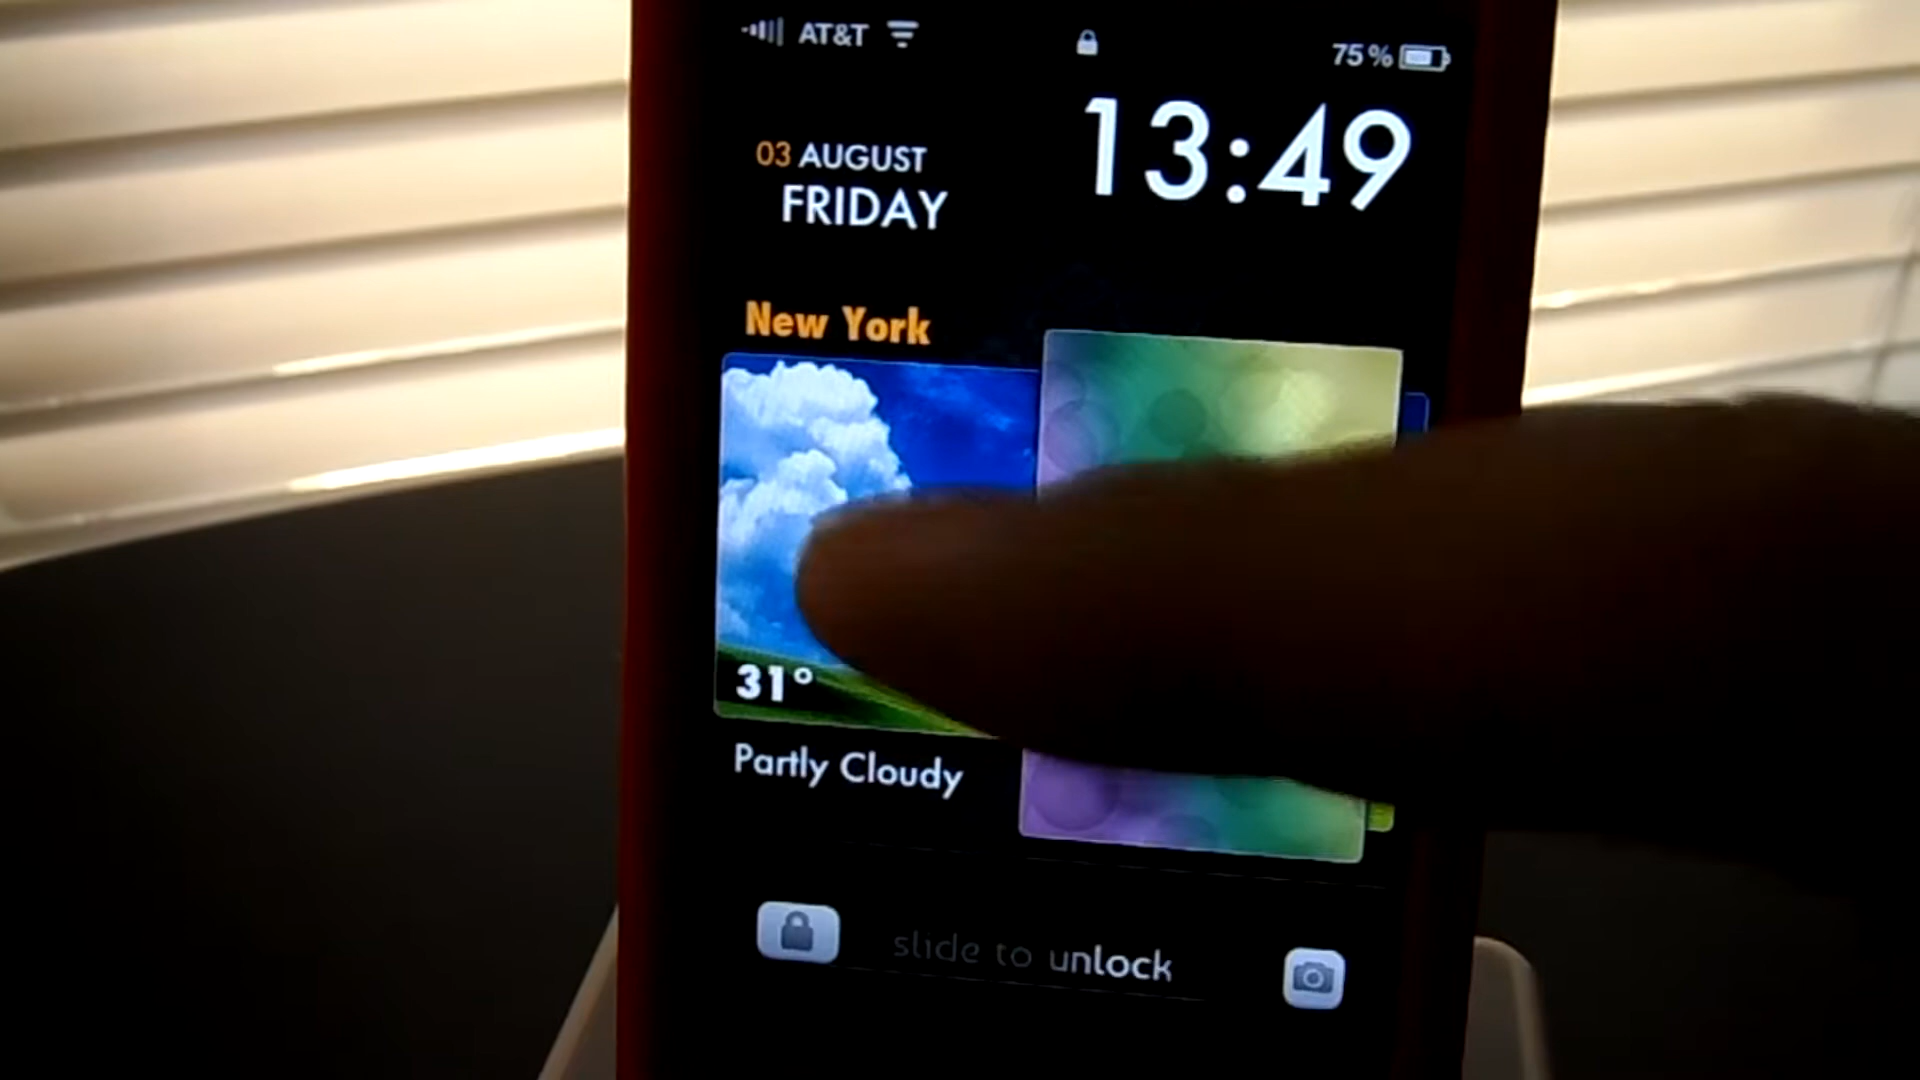 AT&T
75%
13:49
03 AUGUST
FRIDAY
New York
31°
Partly Cloudy
slide to unlock